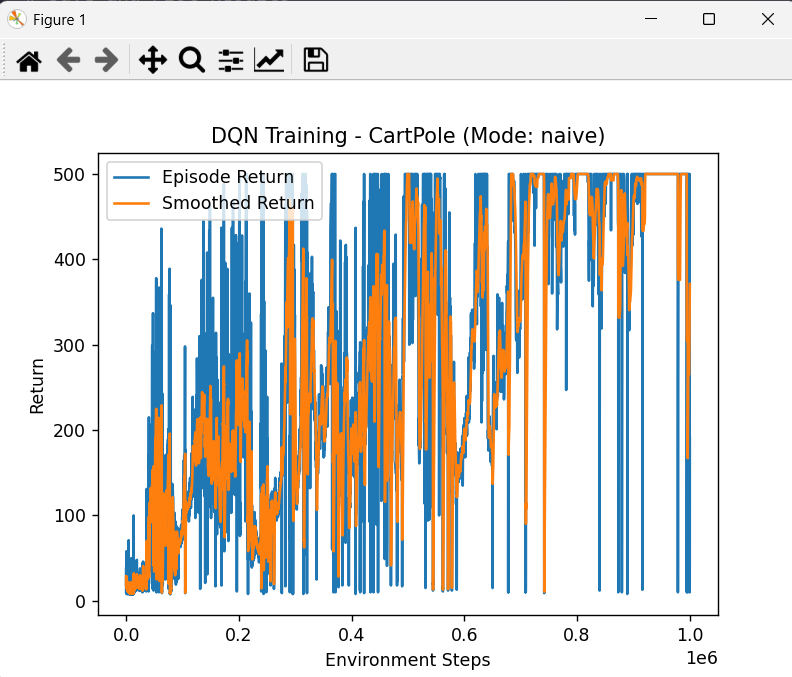 Figure 1
DQN Training - CartPole (Mode: naive)
Episode Return
Smoothed Return
500
400
300
200
100
0
Return
0.0 0.2 0.4 0.6 0.8 1.0
1e6
Environment Steps